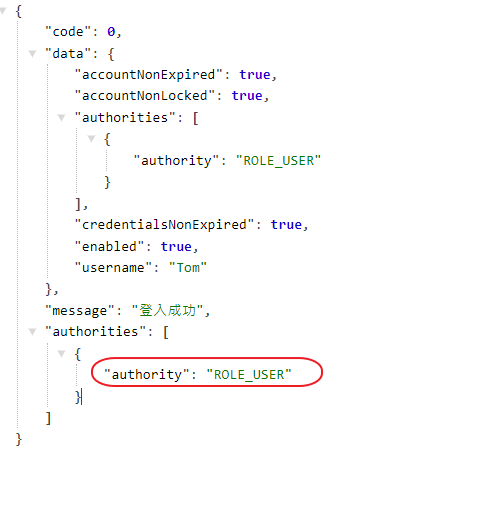 {
"code": 0,
"data": {
"accountNonExpired": true,
"accountNonLocked": true,
"authorities": [
{
"authority": "ROLE_USER"
}
],
"credentialsNonExpired": true,
"enabled": true,
"username": "Tom"
},
"message": "登入成功",
"authorities": [
{
"authority": "ROLE_USER"
}
]
}